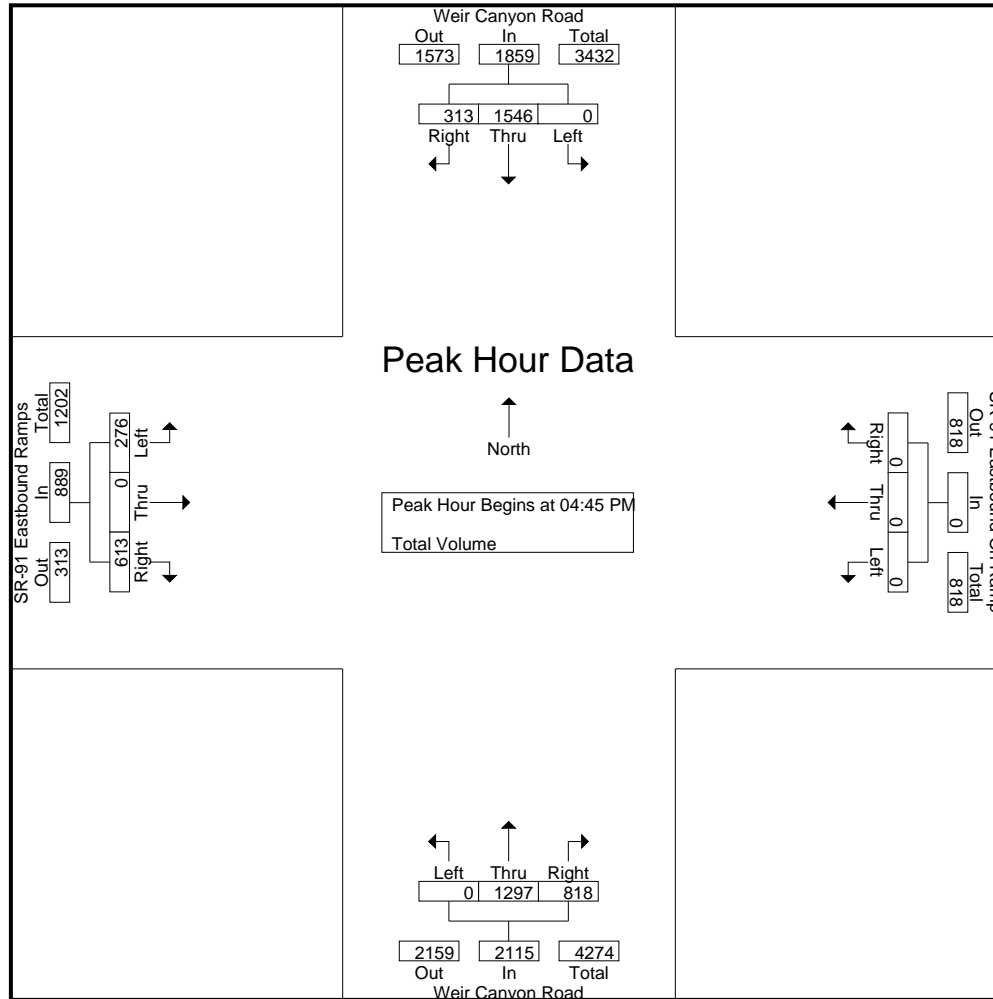 Weir Canyon Road
Out In Total
1573 1859 3432
313 1546 0
Right Thru Left
Peak Hour Data
North
Peak Hour Begins at 04:45 PM
Total Volume
SR-91 Eastbound Ramps
Total In Out
1202 889 313
276 0 613
Left Thru Right
Right Thru Left
0 0 0
818 0 818
Out In Total
Eastbound On Ramp
Left Thru Right
0 1297 818
2159 2115 4274
Out In Total
Weir Canyon Road